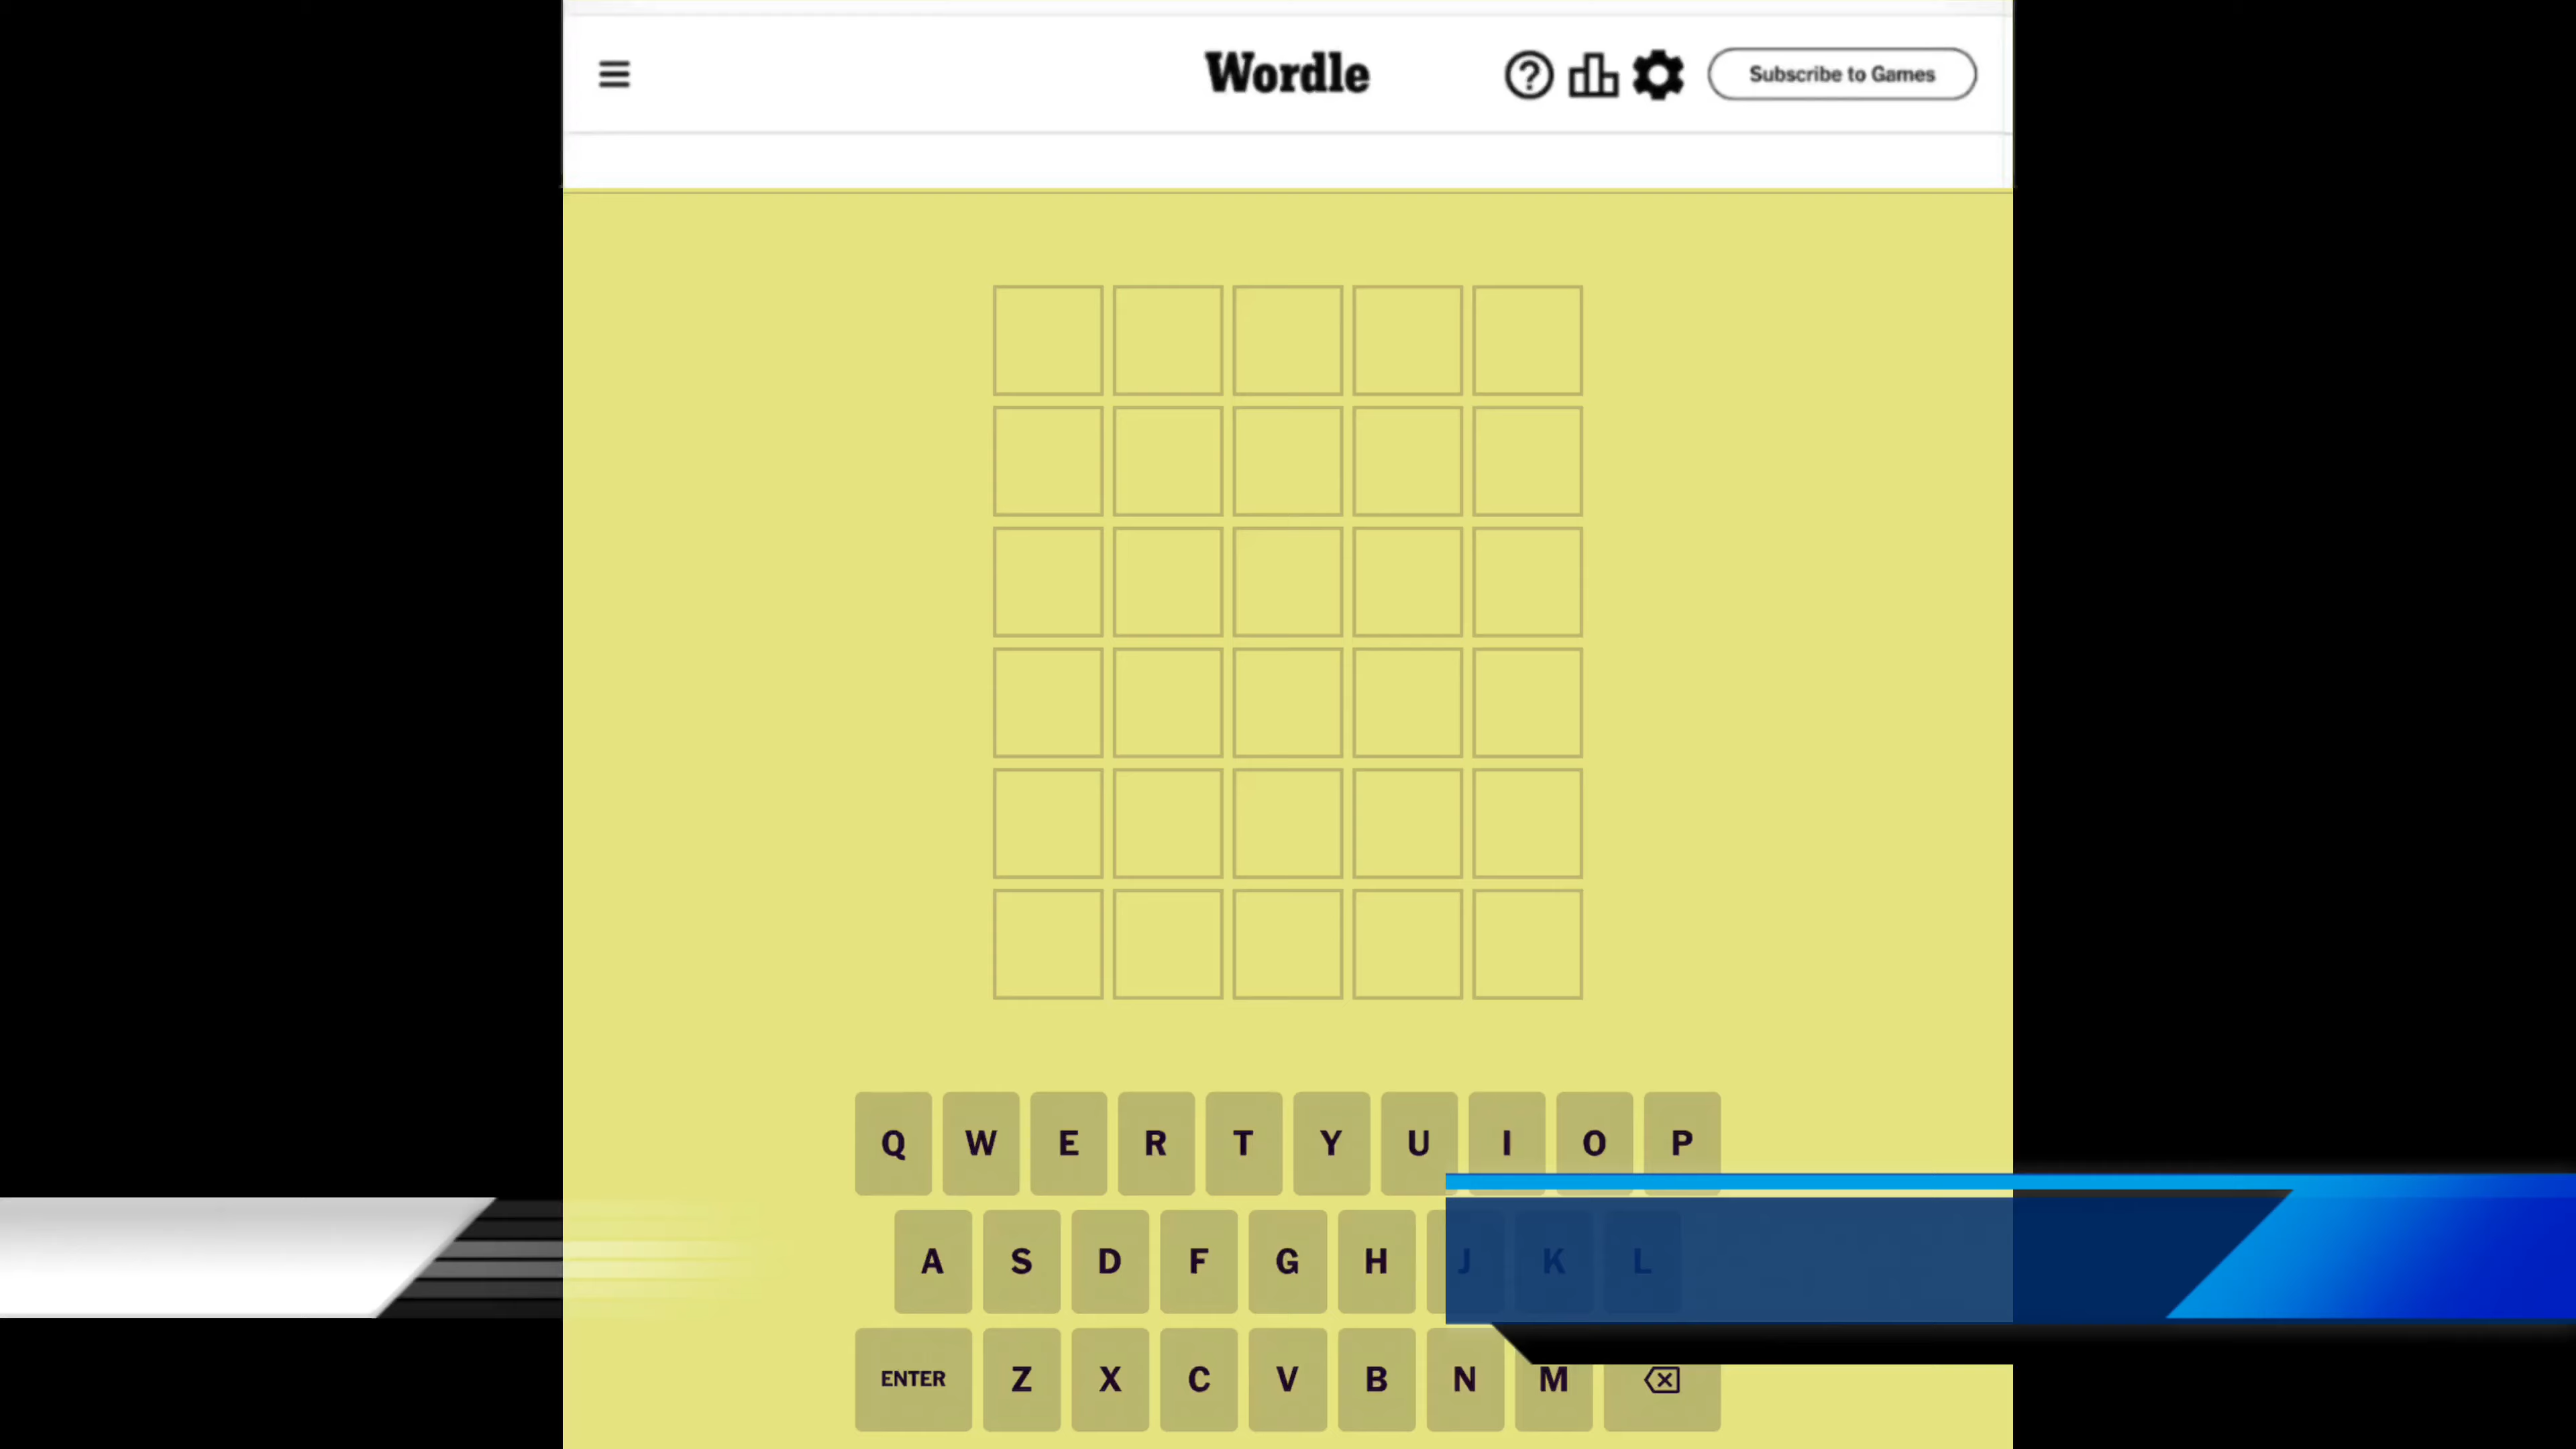 Wordle
Subscribe to Games
Q W E R T Y U I O P
A S D F G H J K L
ENTER Z X C V B N M